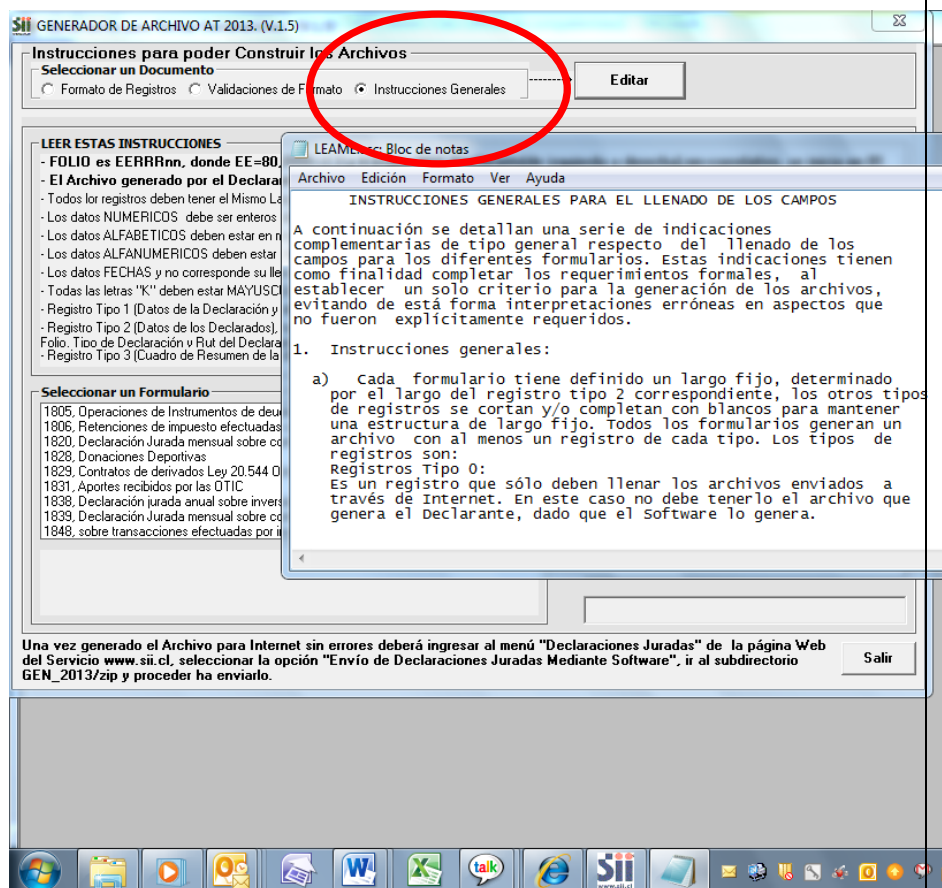 Sii GENERADOR DE ARCHIVO AT 2013. (V.1.5)
Instrucciones para poder Construir los Archivos
Seleccionar un Documento
Formato de Registros Validaciones de Formato Instrucciones Generales
Editar
LEER ESTAS INSTRUCCIONES
- FOLIO es EERRRnn, donde EE=80,
- El Archivo generado por el Declara
- Todos lor registros deben tener el Mismo La
- Los datos NUMERICOS debe ser enteros
- Los datos ALFABETICOS deben estar en m
- Los datos ALFANUMERICOS deben estar
- Los datos FECHAS y no corresponde su lle
- Todas las letras "K" deben estar MAYUSCU
- Registro Tipo 1 (Datos de la Declaración y
- Registro Tipo 2 (Datos de los Declarados),
Folio. Tipo de Declaración y Rut del Declara
- Registro Tipo 3 (Cuadro de Resumen de la
Seleccionar un Formulario
1805, Operaciones de Instrumentos de deu
1806, Retenciones de impuesto efectuadas
1820, Declaración Jurada mensual sobre co
1828, Donaciones Deportivas
1829, Contratos de derivados Ley 20.544 O
1831, Aportes recibidos por las OTIC
1838, Declaración jurada anual sobre invers
1839, Declaración Jurada mensual sobre co
1848, sobre transacciones efectuadas por i
: Bloc de notas
Archivo Edición Formato Ver Ayuda
INSTRUCCIONES GENERALES PARA EL LLENADO DE LOS CAMPOS
A continuación se detallan una serie de indicaciones
complementarias de tipo general respecto del llenado de los
campos para los diferentes formularios. Estas indicaciones tienen
como finalidad completar los requerimientos formales, al
establecer un solo criterio para la generación de los archivos,
evitando de está forma interpretaciones erróneas en aspectos que
no fueron explícitamente requeridos.
1. Instrucciones generales:
a) Cada formulario tiene definido un largo fijo, determinado
por el largo del registro tipo 2 correspondiente, los otros tipos
de registros se cortan y/o completan con blancos para mantener
una estructura de largo fijo. Todos los formularios generan un
archivo con al menos un registro de cada tipo. Los tipos de
registros son:
Registros Tipo 0:
Es un registro que sólo deben llenar los archivos enviados a
través de Internet. En este caso no debe tenerlo el archivo que
genera el Declarante, dado que el Software lo genera.
Una vez generado el Archivo para Internet sin errores deberá ingresar al menú "Declaraciones Juradas" de la página Web
del Servicio www.sii.cl, seleccionar la opción "Envío de Declaraciones Juradas Mediante Software", ir al subdirectorio
GEN_2013/zip y proceder ha enviarlo.
Salir
talk
Sii
www.sii.cl